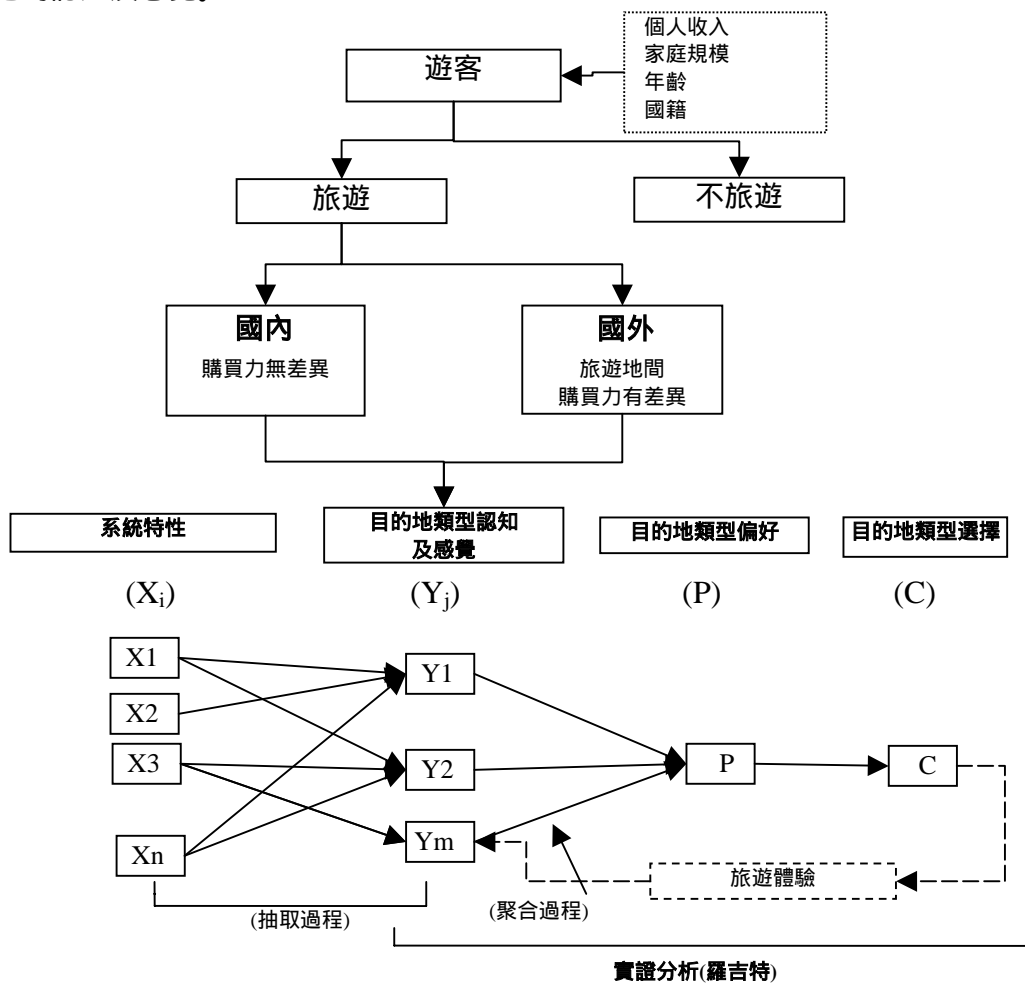 個人收入
家庭規模
年齡
國籍
遊客
旅遊
不旅遊
國內
購買力無差異
國外
旅遊地間
購買力有差異
系統特性
目的地類型認知
及感覺
目的地類型偏好
目的地類型選擇
(Xi)
(Yj)
(P)
(C)
X1
X2
X3
Xn
Y1
Y2
Ym
P
C
旅遊體驗
(抽取過程)
(聚合過程)
實證分析(羅吉特)